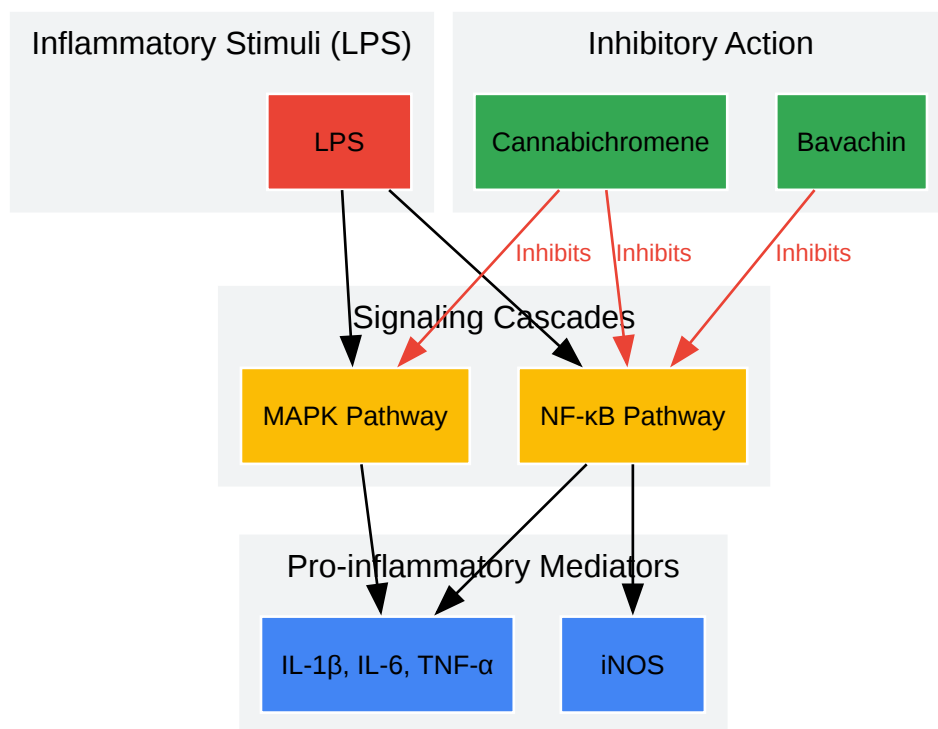 Inflammatory Stimuli (LPS)
Inhibitory Action
LPS
Cannabichromene
Bavachin
Inhibits
Inhibits
Inhibits
Signaling Cascades
MAPK Pathway
NF-κB Pathway
Pro-inflammatory Mediators
IL-1β, IL-6, TNF-α
iNOS